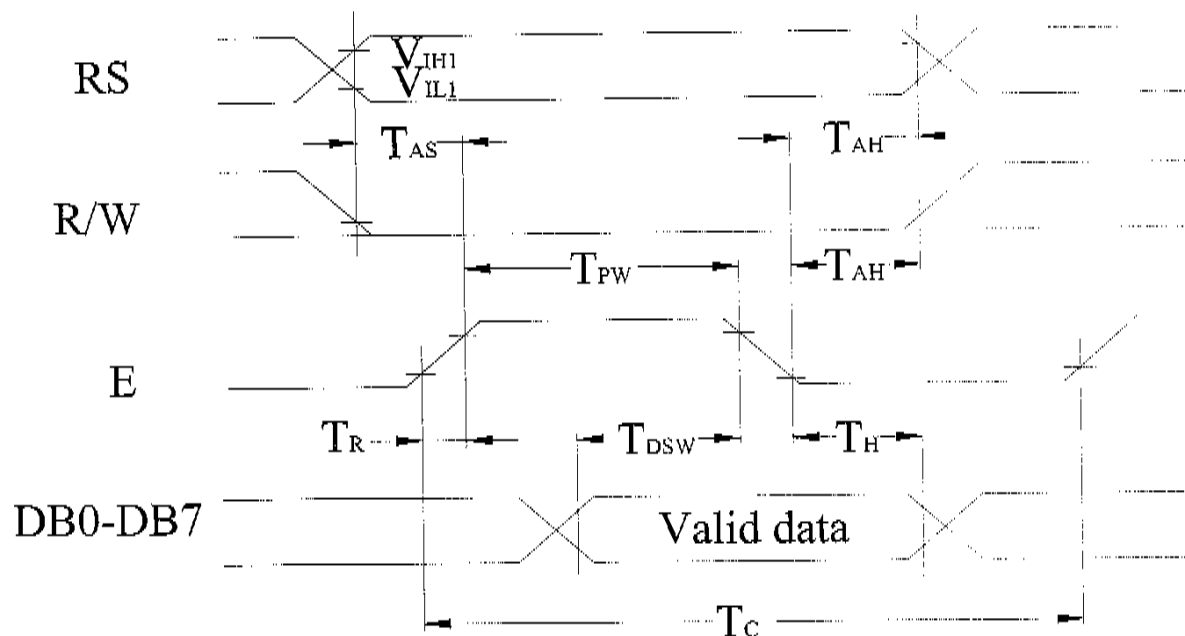 RS
VIH1
VIL1
TAS
TAH
R/W
TPW
TAH
E
TR
TDSW
TH
DB0-DB7
Valid data
TC